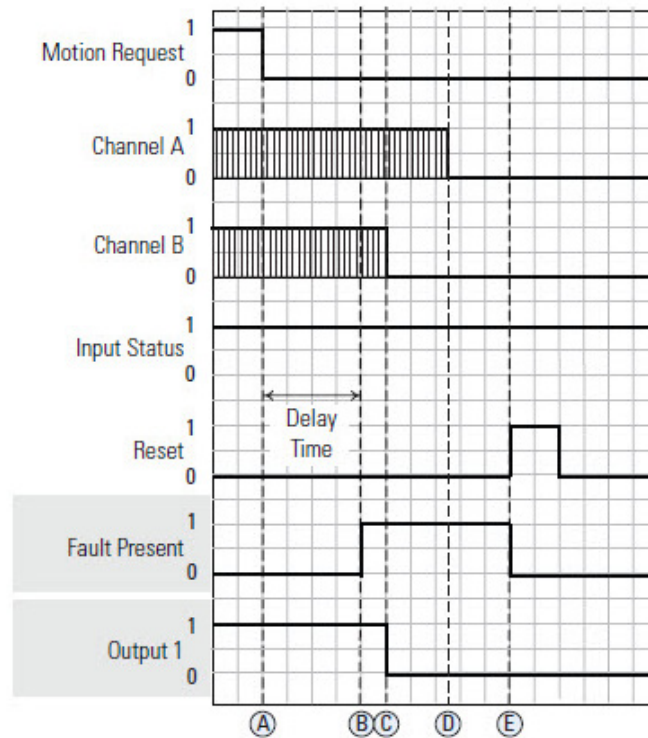 Motion Request
1
0
Channel A
1
0
Channel B
1
0
Input Status
1
0
Delay
Time
Reset
1
0
Fault Present
1
0
Output 1
1
0
A B C D E